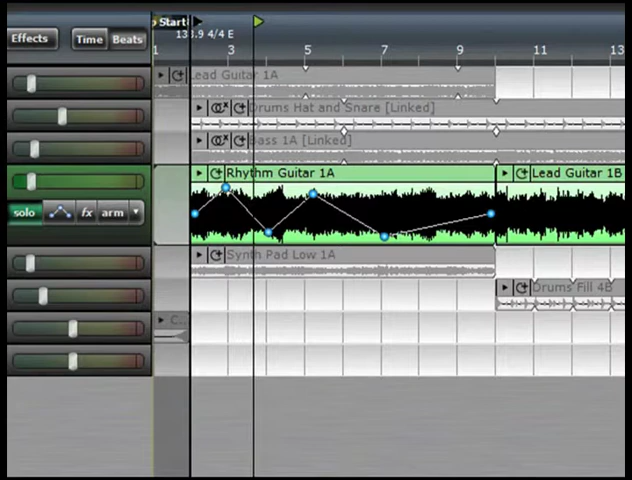 Start
Effects
Time Beats
4/4 E
1 3 5 7 9 11 13
Lead Guitar 1A
Drums Hat and Snare [Linked]
Bass 1A [Linked]
Rhythm Guitar 1A
Lead Guitar 1B
solo
fx
arm
Synth Pad Low 1A
Drums Fill 4B
C...